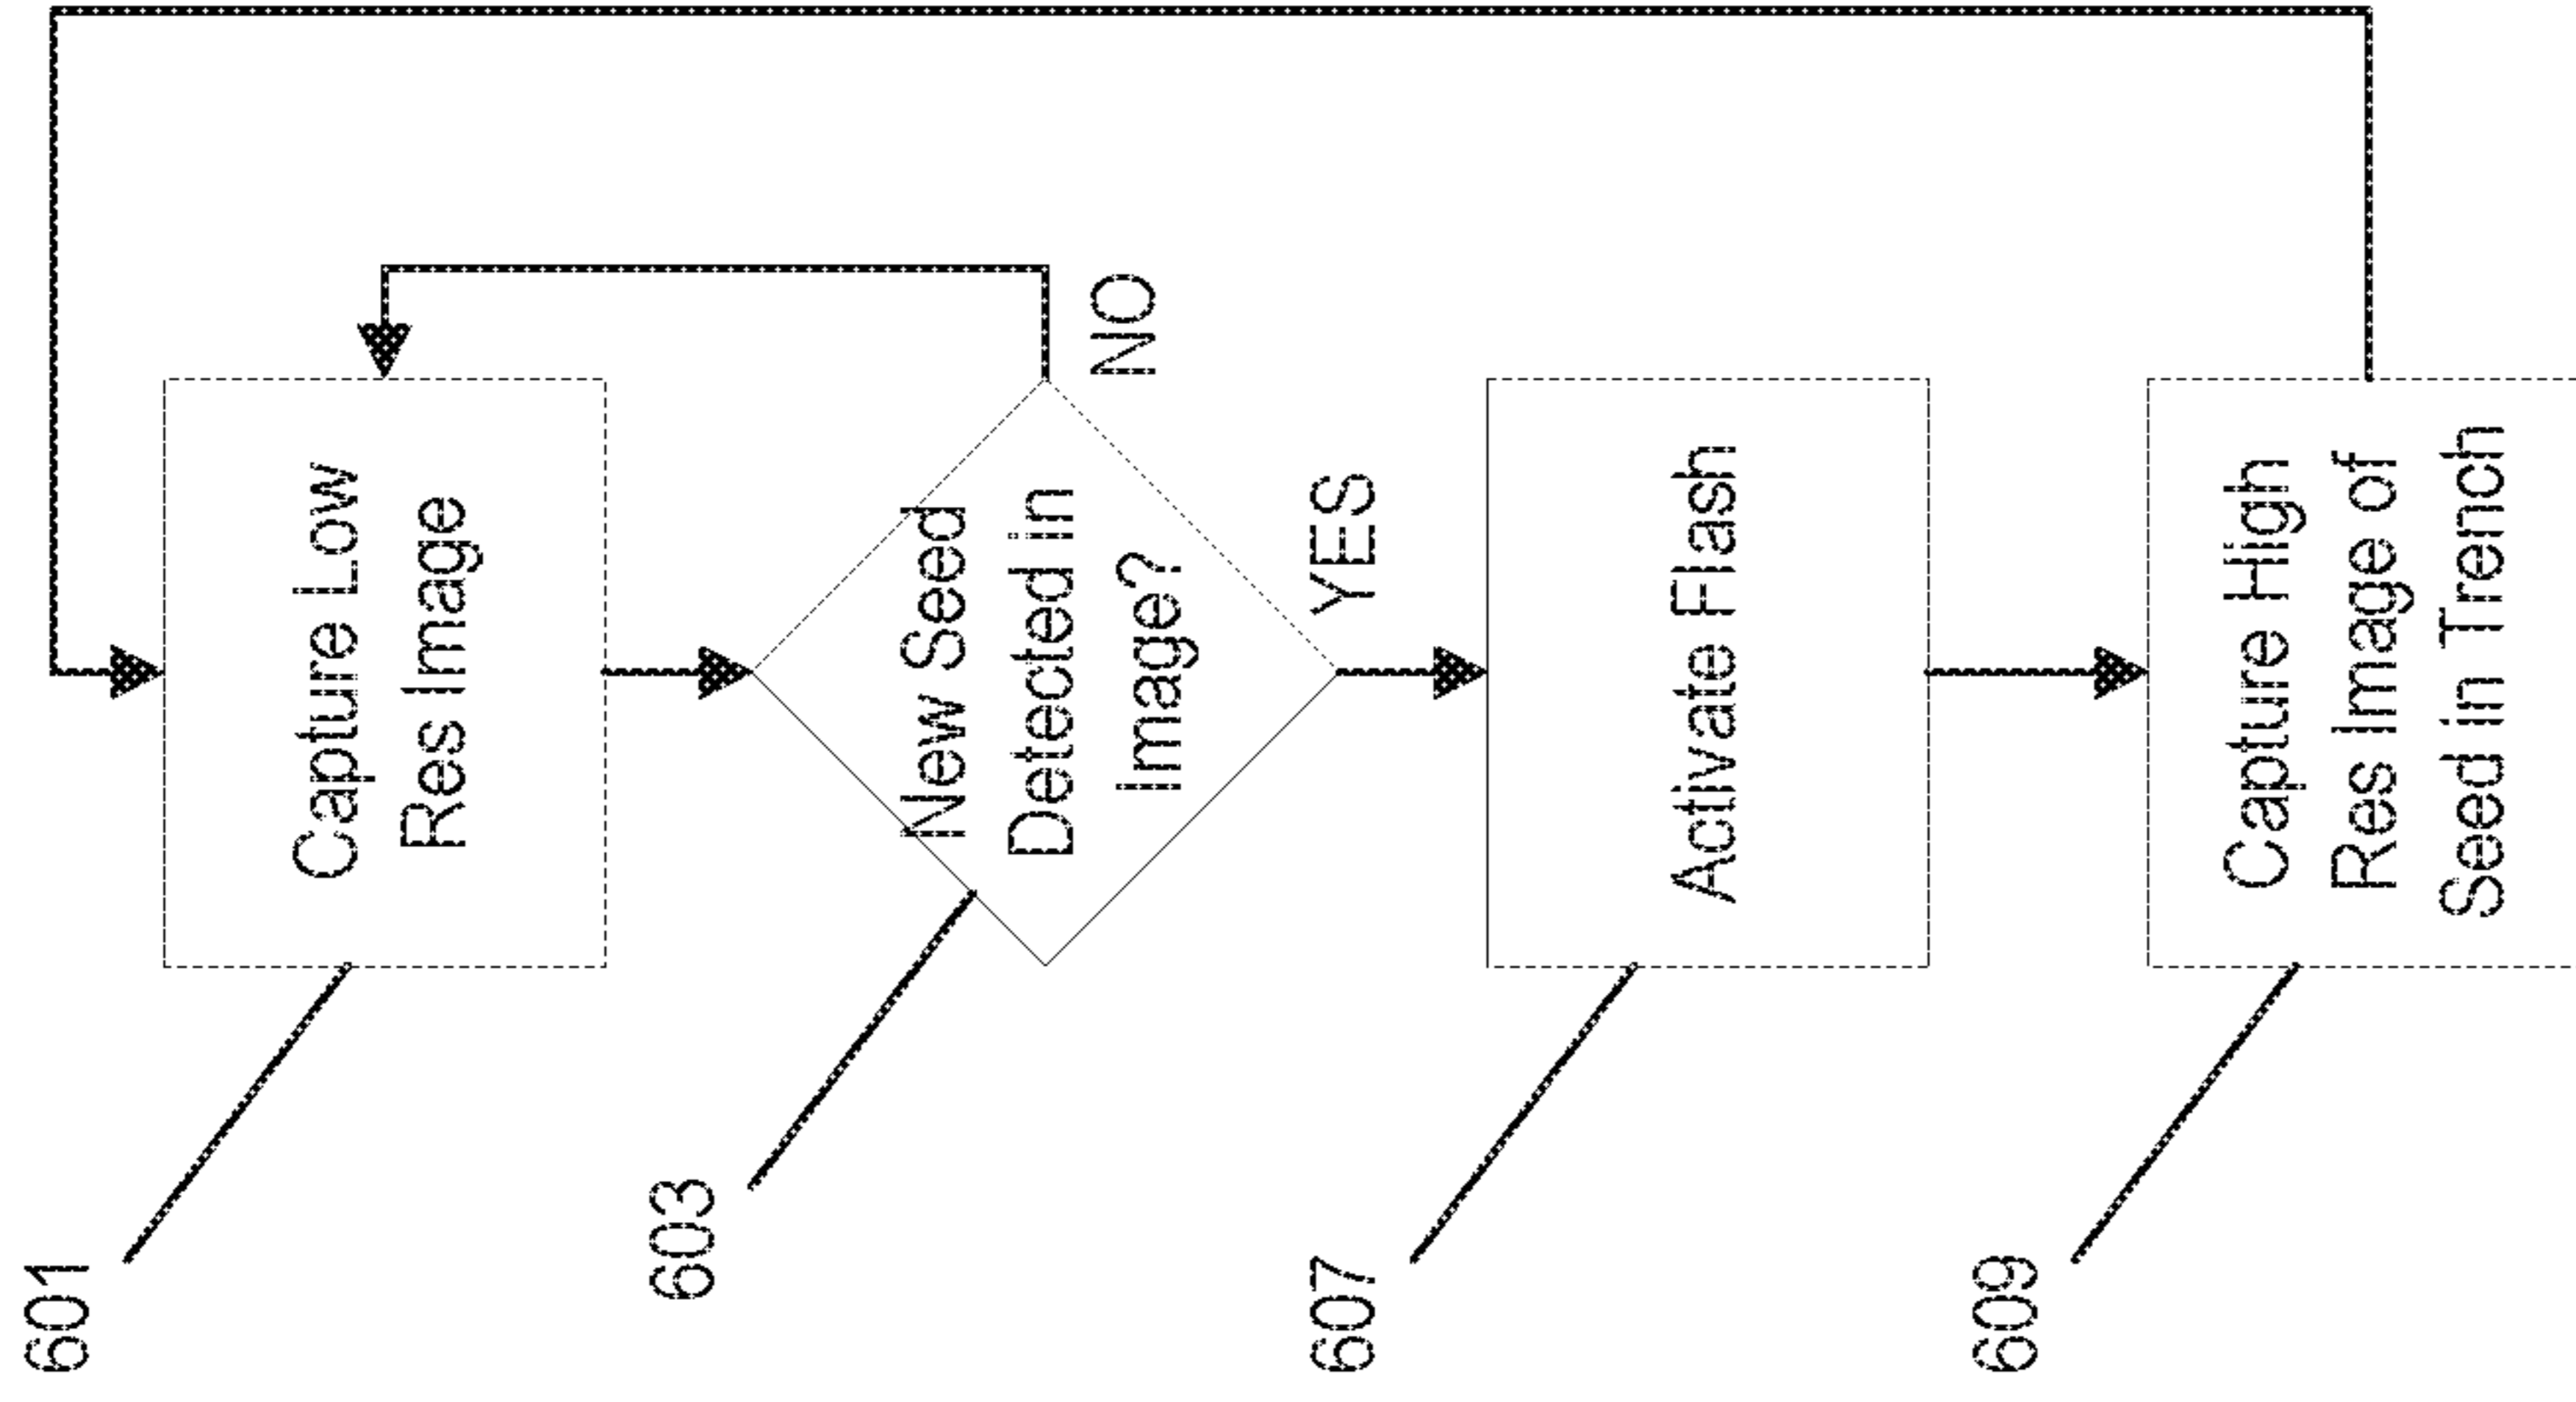 601
Capture Low
Res Image
603
New Seed
Detected in
Image?
NO
YES
607
Activate Flash
609
Capture High
Res Image of
Seed in Trench